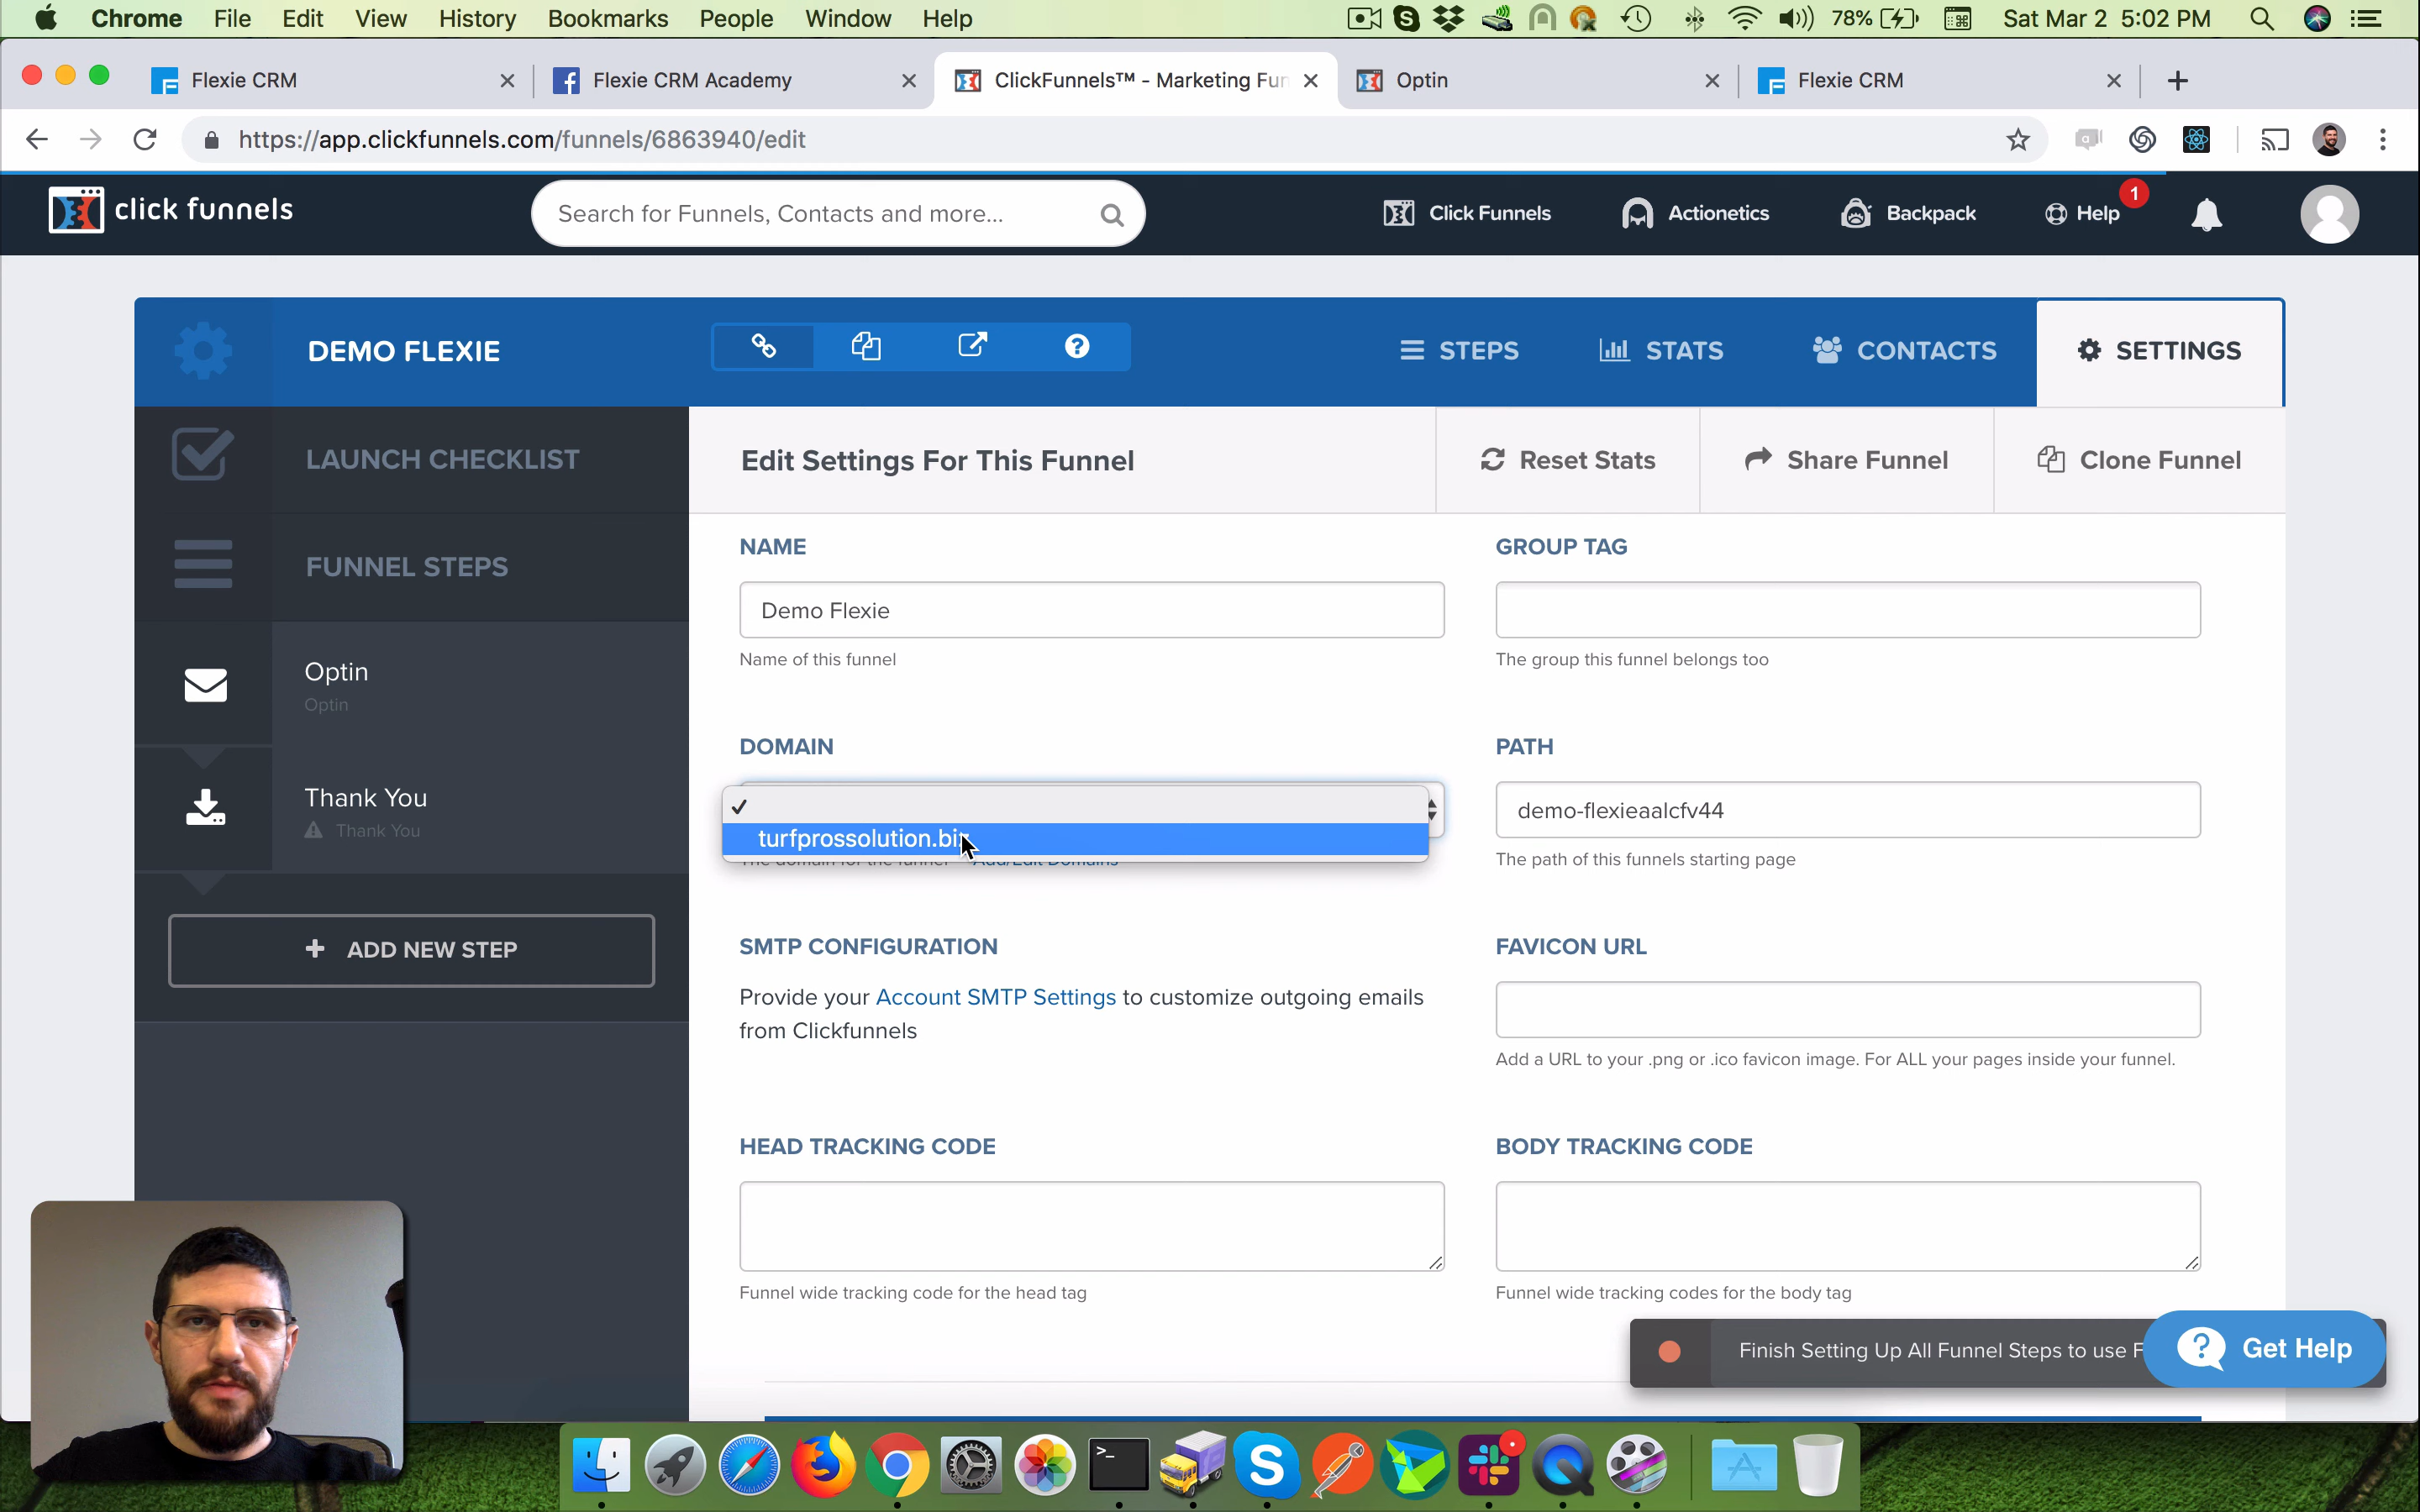 Chrome File Edit View History Bookmarks People Window Help 78% Sat Mar 2 5:02 PM
Flexie CRM Flexie CRM Academy ClickFunnels™ - Marketing Fun Optin Flexie CRM
https://app.clickfunnels.com/funnels/6863940/edit
click funnels Search for Funnels, Contacts and more... Click Funnels Actionetics Backpack Help 1
DEMO FLEXIE STEPS STATS CONTACTS SETTINGS
LAUNCH CHECKLIST Edit Settings For This Funnel Reset Stats Share Funnel Clone Funnel
FUNNEL STEPS
Optin
Optin
Thank You
Thank You
ADD NEW STEP
NAME GROUP TAG
Demo Flexie
Name of this funnel The group this funnel belongs too
DOMAIN PATH
demo-flexieaalcfv44
turfprossolution.biz
The domain for the funnel Add/Edit Domains The path of this funnels starting page
SMTP CONFIGURATION FAVICON URL
Provide your Account SMTP Settings to customize outgoing emails
from Clickfunnels
Add a URL to your .png or .ico favicon image. For ALL your pages inside your funnel.
HEAD TRACKING CODE BODY TRACKING CODE
Funnel wide tracking code for the head tag Funnel wide tracking codes for the body tag
Finish Setting Up All Funnel Steps to use F Get Help